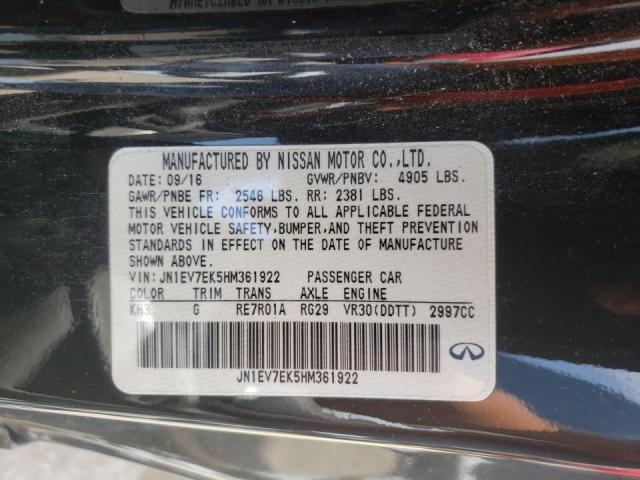 MANUFACTURED BY NISSAN MOTOR CO.,LTD.
DATE: 09/16 GVWR/PNBV: 4905 LBS.
GAWR/PNBE FR: 2546 LBS. RR: 2381 LBS.
THIS VEHICLE CONFORMS TO ALL APPLICABLE FEDERAL
MOTOR VEHICLE SAFETY, BUMPER, AND THEFT PREVENTION
STANDARDS IN EFFECT ON THE DATE OF MANUFACTURE
SHOWN ABOVE.
VIN: JN1EV7EK5HM361922 PASSENGER CAR
COLOR TRIM TRANS AXLE ENGINE
KH3 G RE7R01A RG29 VR30(DDTT) 2997CC
JN1EV7EK5HM361922